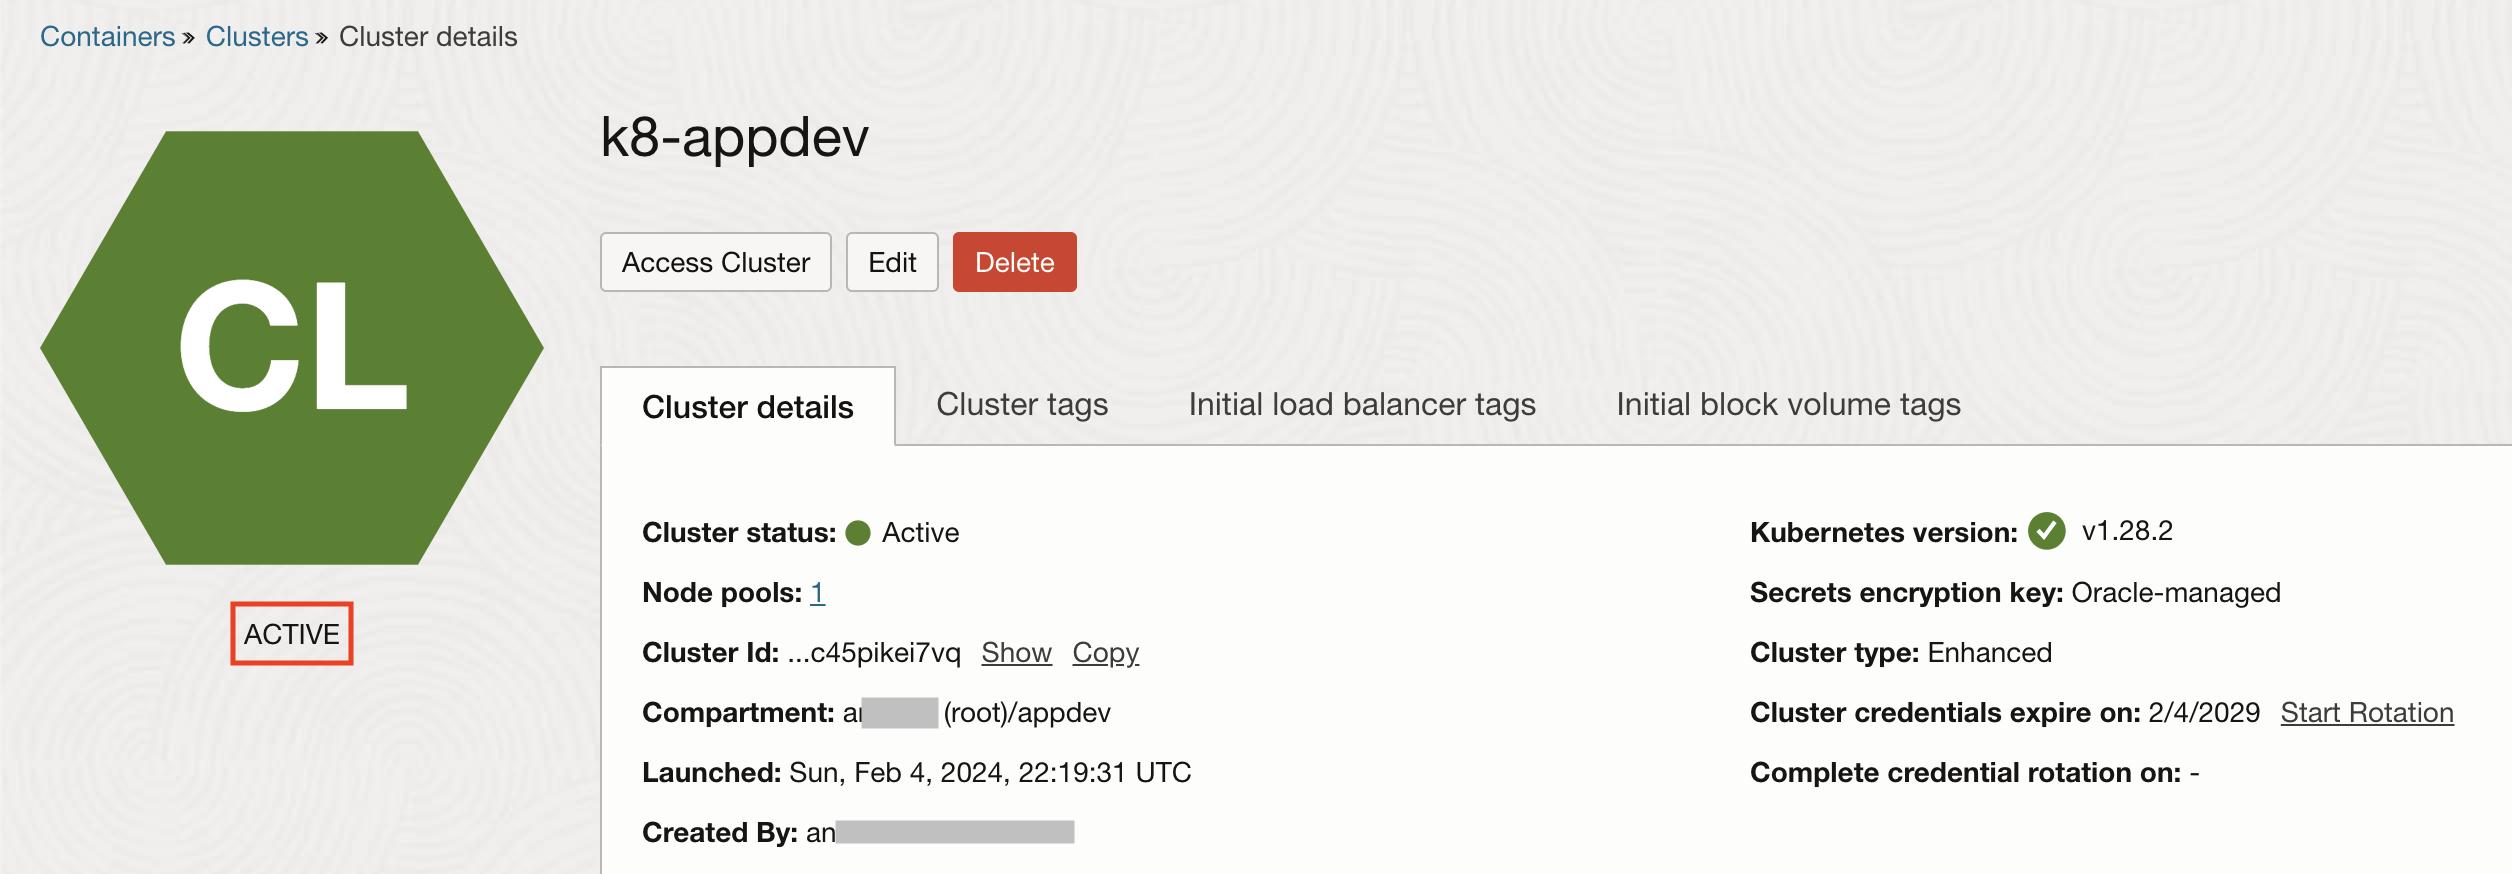 Containers » Clusters » Cluster details
CL
ACTIVE
k8-appdev
Access Cluster Edit Delete
Cluster details Cluster tags Initial load balancer tags Initial block volume tags
Cluster status: Active
Node pools: 1
Cluster Id: ...c45pikei7vq Show Copy
Compartment: (root)/appdev
Launched: Sun, Feb 4, 2024, 22:19:31 UTC
Created By: an
Kubernetes version: v1.28.2
Secrets encryption key: Oracle-managed
Cluster type: Enhanced
Cluster credentials expire on: 2/4/2029 Start Rotation
Complete credential rotation on: -